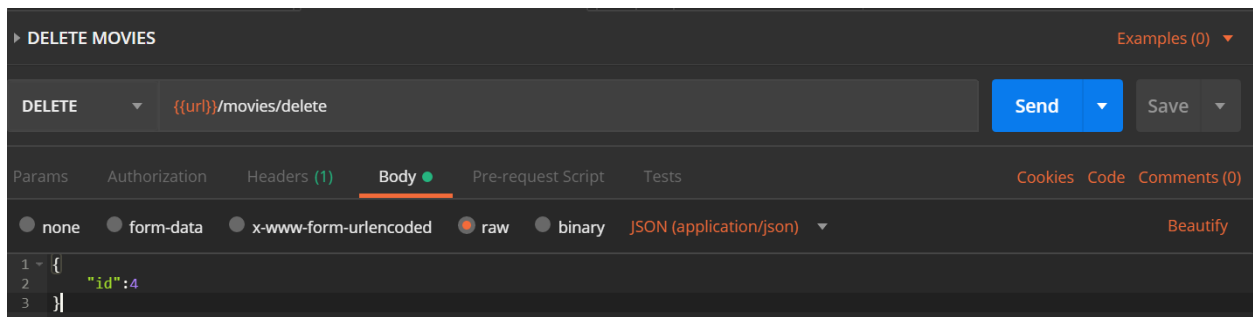 DELETE MOVIES Examples (0)
DELETE {{url}}/movies/delete Send Save
Params Authorization Headers (1) Body Pre-request Script Tests Cookies Code Comments (0)
none form-data x-www-form-urlencoded raw binary JSON (application/json) Beautify
1 {
2 "id":4
3 }